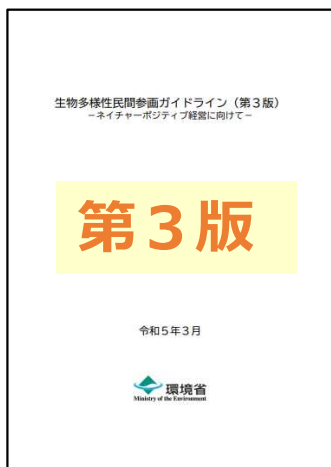 生物多様性民間参画ガイドライン（第３版）
－ネイチャーポジティブ経営に向けて－
第３版
令和５年３月
環境省
Ministry of the Environment